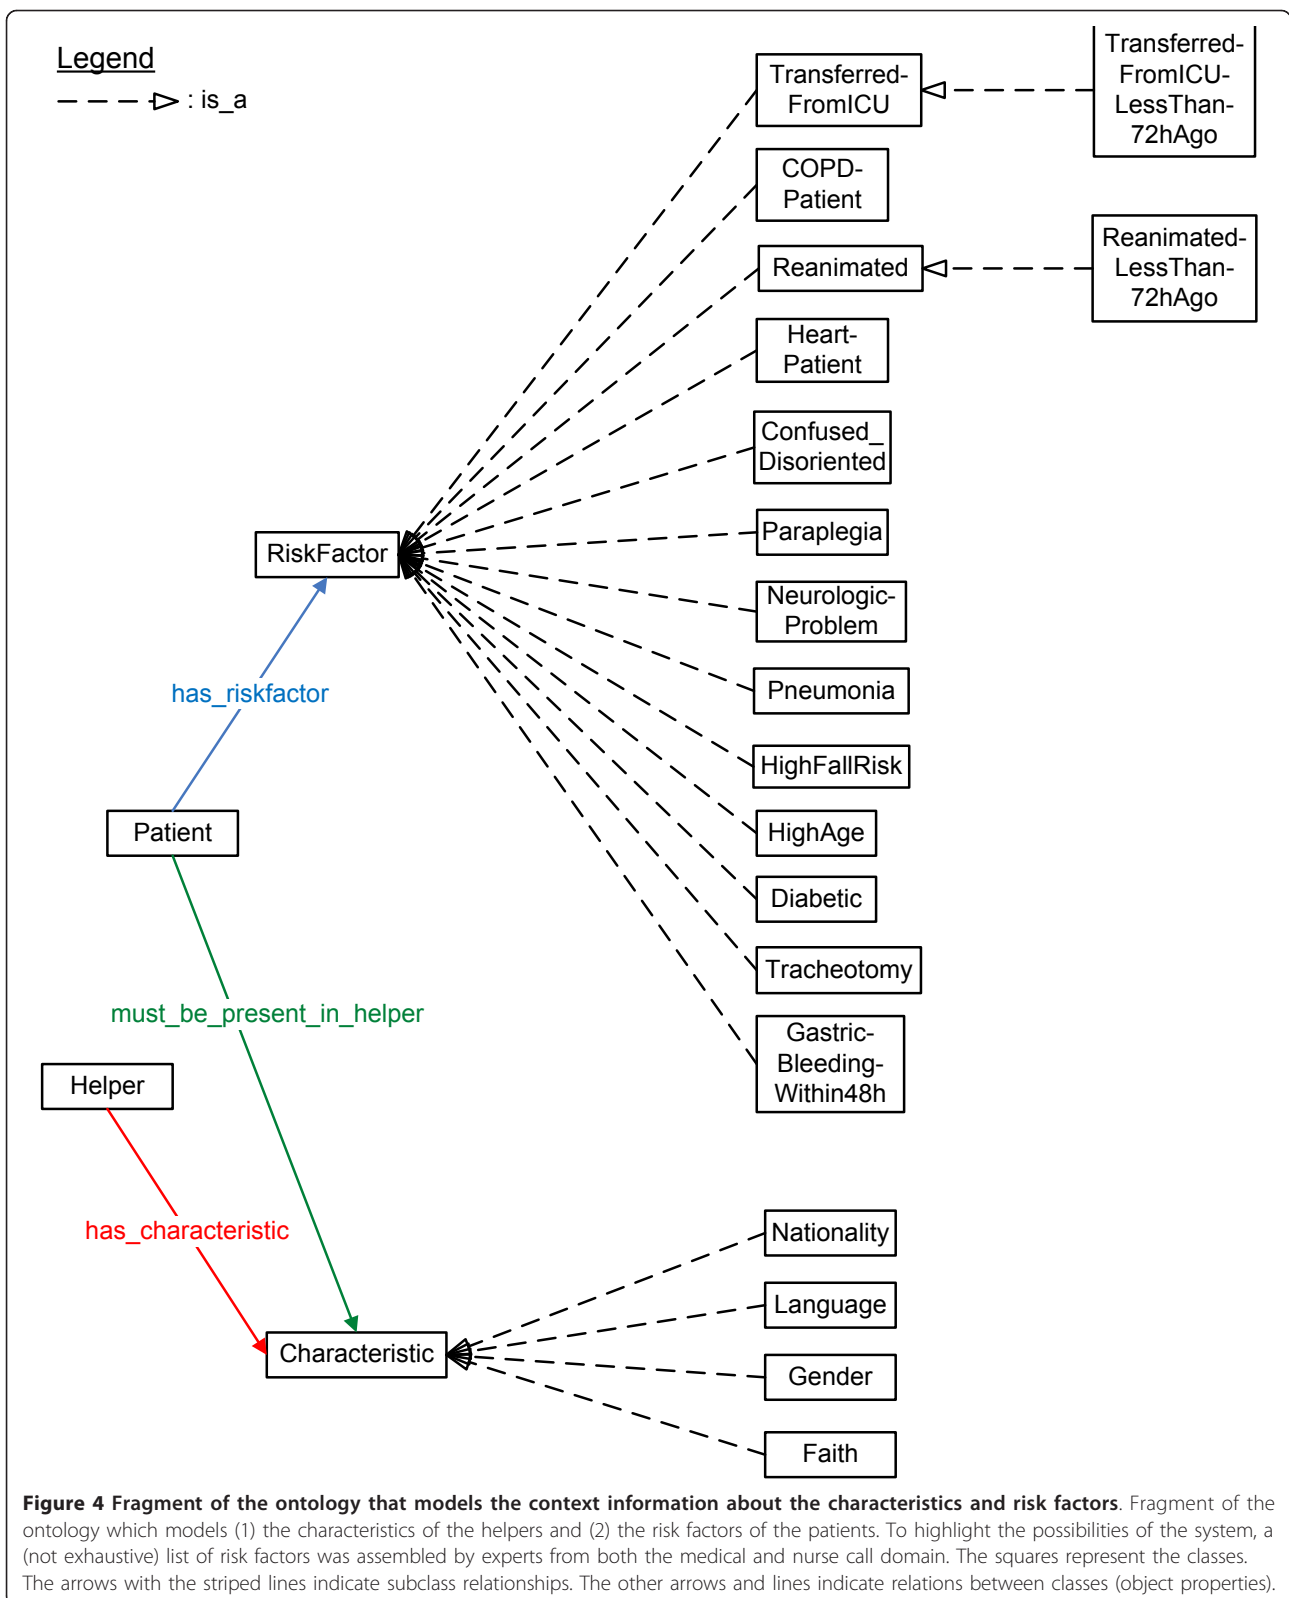 Legend
: is_a
Transferred-
FromICU
Transferred-
FromICU-
LessThan-
72hAgo
COPD-
Patient
Reanimated
Reanimated-
LessThan-
72hAgo
Heart-
Patient
Confused_
Disoriented
Paraplegia
RiskFactor
Neurologic-
Problem
Pneumonia
has_riskfactor
HighFallRisk
Patient
HighAge
Diabetic
Tracheotomy
must_be_present_in_helper
Gastric-
Bleeding-
Within48h
Helper
has_characteristic
Nationality
Language
Characteristic
Gender
Faith
Figure 4 Fragment of the ontology that models the context information about the characteristics and risk factors. Fragment of the
ontology which models (1) the characteristics of the helpers and (2) the risk factors of the patients. To highlight the possibilities of the system, a
(not exhaustive) list of risk factors was assembled by experts from both the medical and nurse call domain. The squares represent the classes.
The arrows with the striped lines indicate subclass relationships. The other arrows and lines indicate relations between classes (object properties).